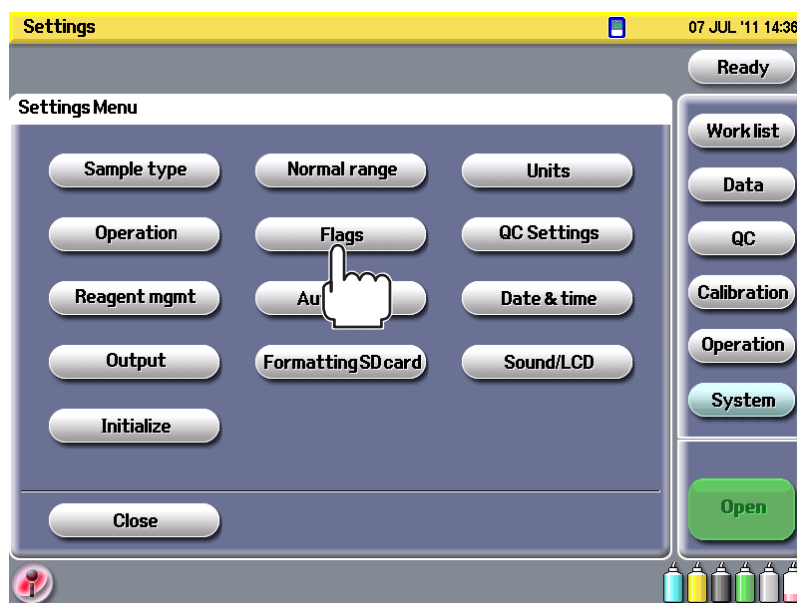 Settings 07 JUL '11 14:36
Ready
Settings Menu
Work list
Sample type Normal range Units
Data
Operation Flags QC Settings
QC
Reagent mgmt Date & time
Calibration
Output Formatting SD card Sound/LCD
Operation
System
Initialize
Open
Close